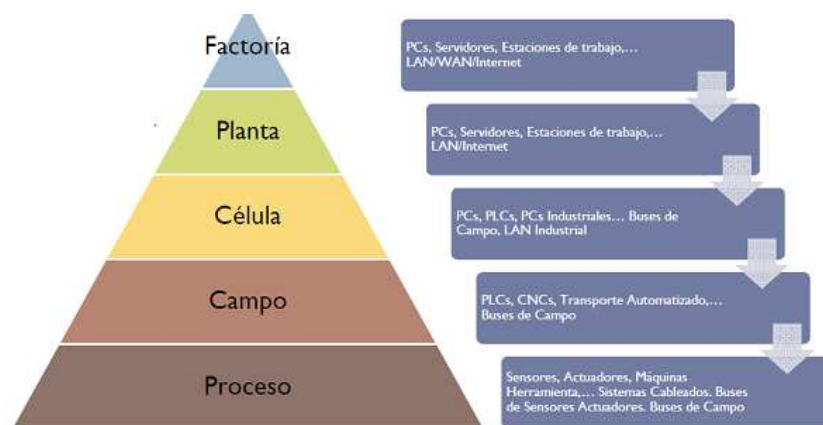 Factoría
PCs, Servidores, Estaciones de trabajo,...
LAN/WAN/Internet
Planta
PCs, Servidores, Estaciones de trabajo,...
LAN/Internet
Célula
PCs, PLCs, PCs Industriales... Buses de
Campo, LAN Industrial
Campo
PLCs, CNCs, Transporte Automatizado,...
Buses de Campo
Proceso
Sensores, Actuadores, Máquinas
Herramienta,... Sistemas Cableados. Buses
de Sensores Actuadores. Buses de Campo